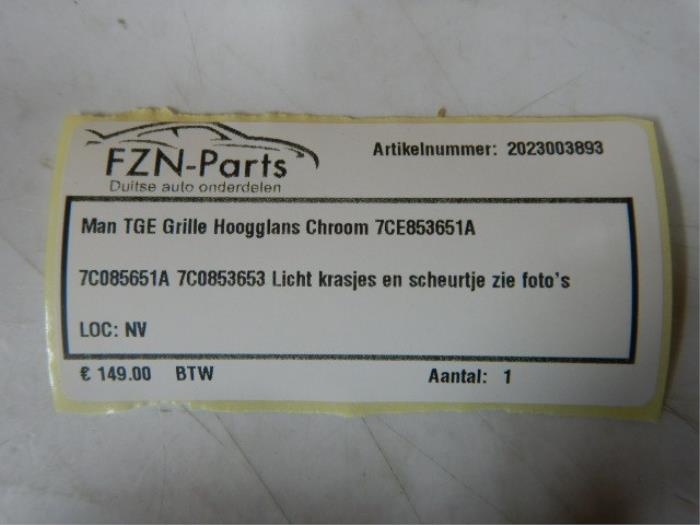 FZN-Parts
Duitse auto onderdelen
Artikelnummer: 2023003893
Man TGE Grille Hoogglans Chroom 7CE853651A
7C085651A 7C0853653 Licht krasjes en scheurtje zie foto's
LOC: NV
€ 149.00 BTW Aantal: 1